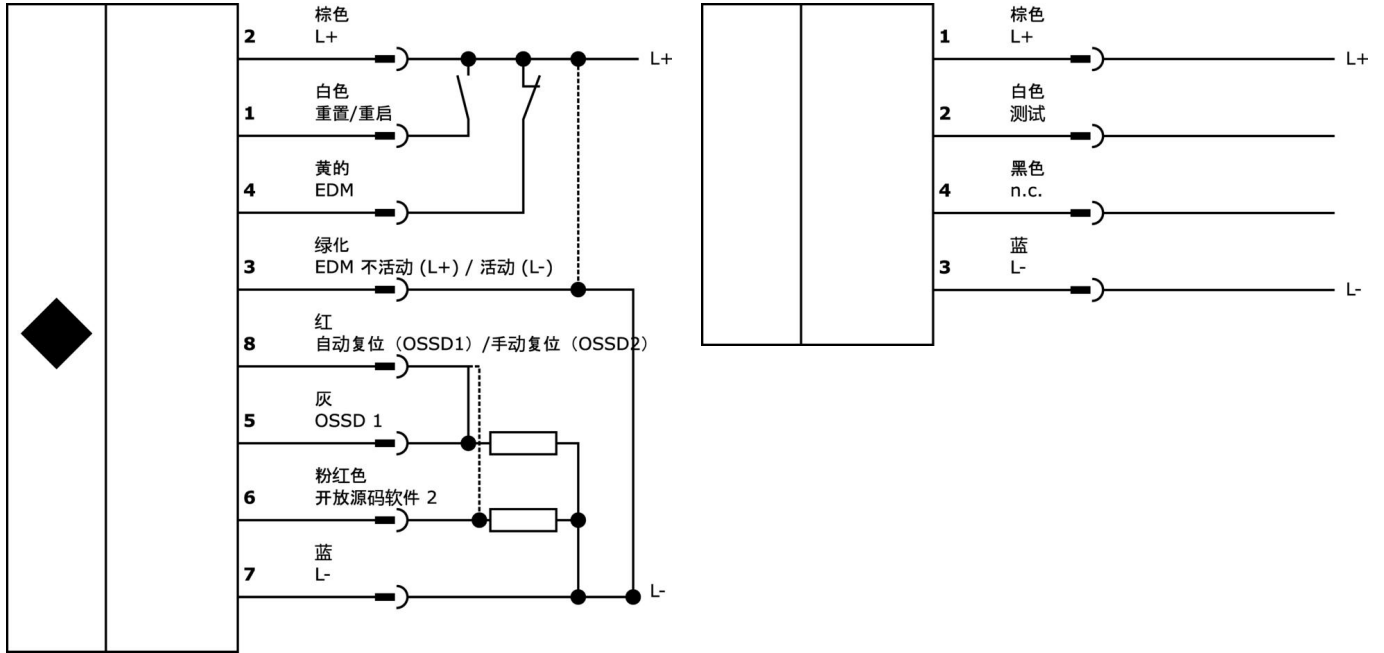 棕色
2 L+
L+
白色
1 重置/重启
黄的
4 EDM
绿化
3 EDM 不活动 (L+) / 活动 (L-)
红
8 自动复位（OSSD1）/手动复位（OSSD2）
灰
5 OSSD 1
粉红色
6 开放源码软件 2
蓝
7 L-
L-
棕色
1 L+
L+
白色
2 测试
黑色
4 n.c.
蓝
3 L-
L-